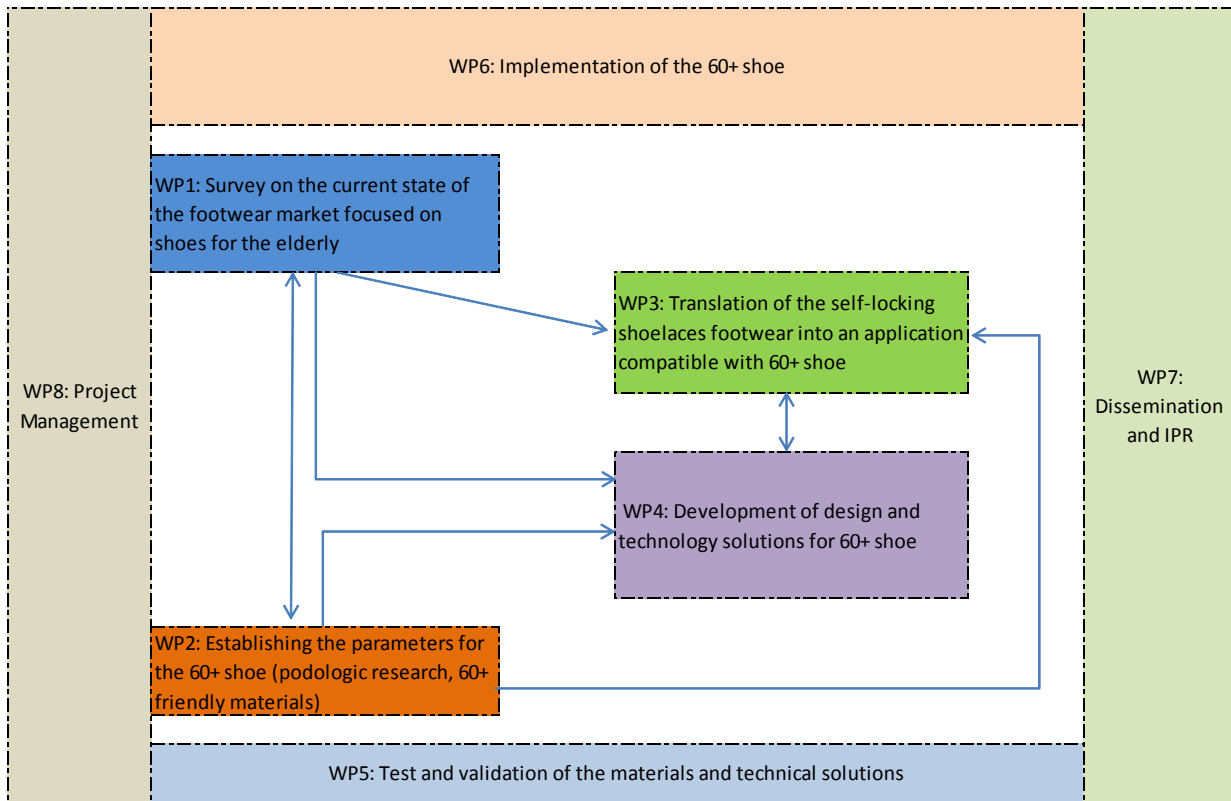 WP6: Implementation of the 60+ shoe
WP1: Survey on the current state of
the footwear market focused on
shoes for the elderly
WP3: Translation of the self-locking
shoelaces footwear into an application
compatible with 60+ shoe
WP8: Project
Management
WP7:
Dissemination
and IPR
WP4: Development of design and
technology solutions for 60+ shoe
WP2: Establishing the parameters for
the 60+ shoe (podologic research, 60+
friendly materials)
WP5: Test and validation of the materials and technical solutions